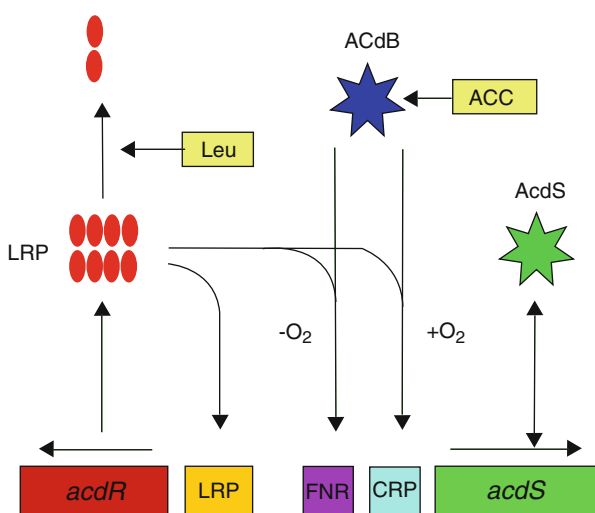 ACdB
ACC
Leu
AcdS
LRP
-O₂
+O₂
acdR
LRP
FNR
CRP
acdS